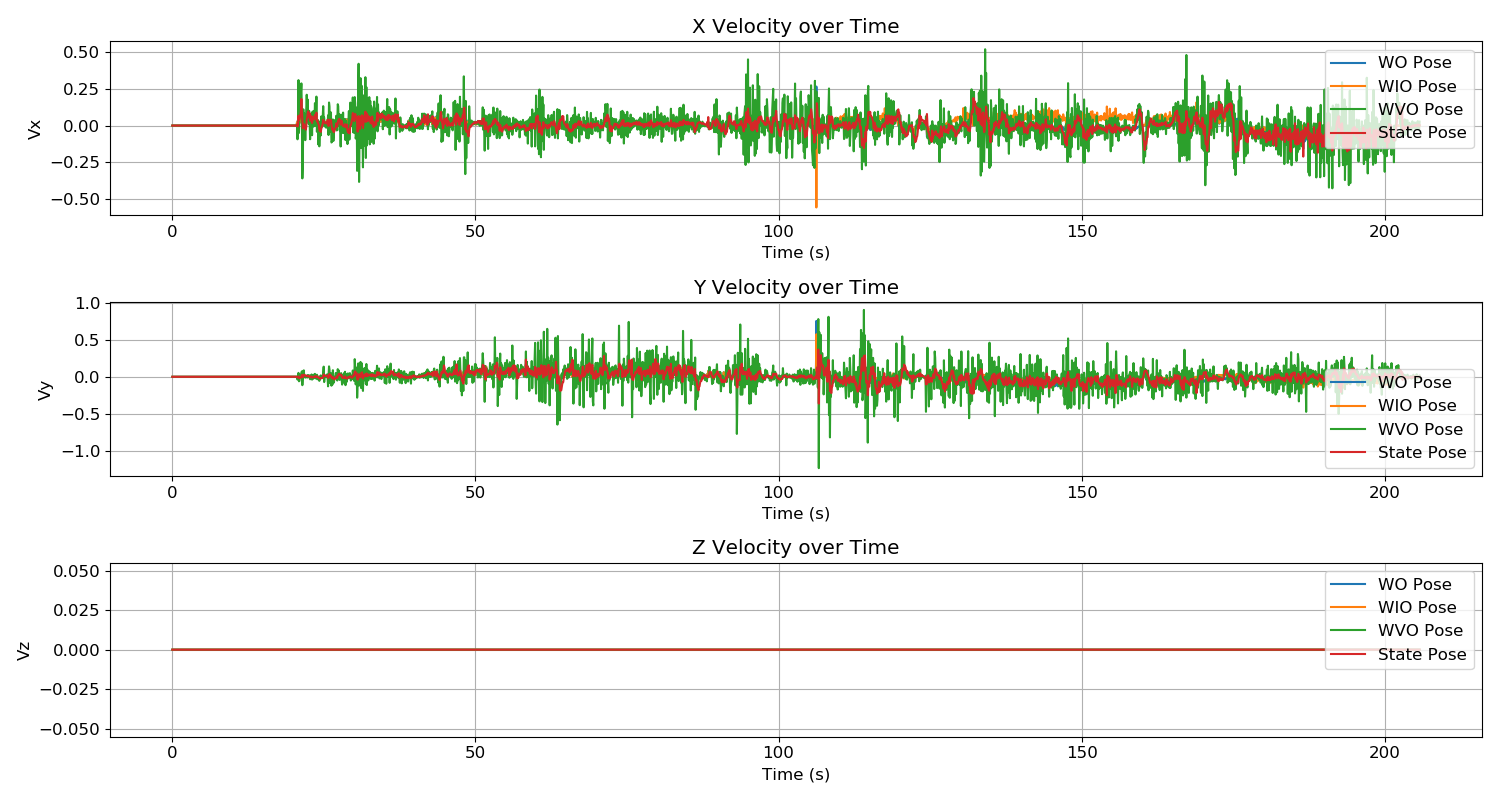 X Velocity over Time
Vx
0.50
0.25
0.00
−0.25
−0.50
WO Pose
WIO Pose
WVO Pose
State Pose
0 50 100 150 200
Time (s)
Y Velocity over Time
Vy
1.0
0.5
0.0
−0.5
−1.0
WO Pose
WIO Pose
WVO Pose
State Pose
0 50 100 150 200
Time (s)
Z Velocity over Time
Vz
0.050
0.025
0.000
−0.025
−0.050
WO Pose
WIO Pose
WVO Pose
State Pose
0 50 100 150 200
Time (s)